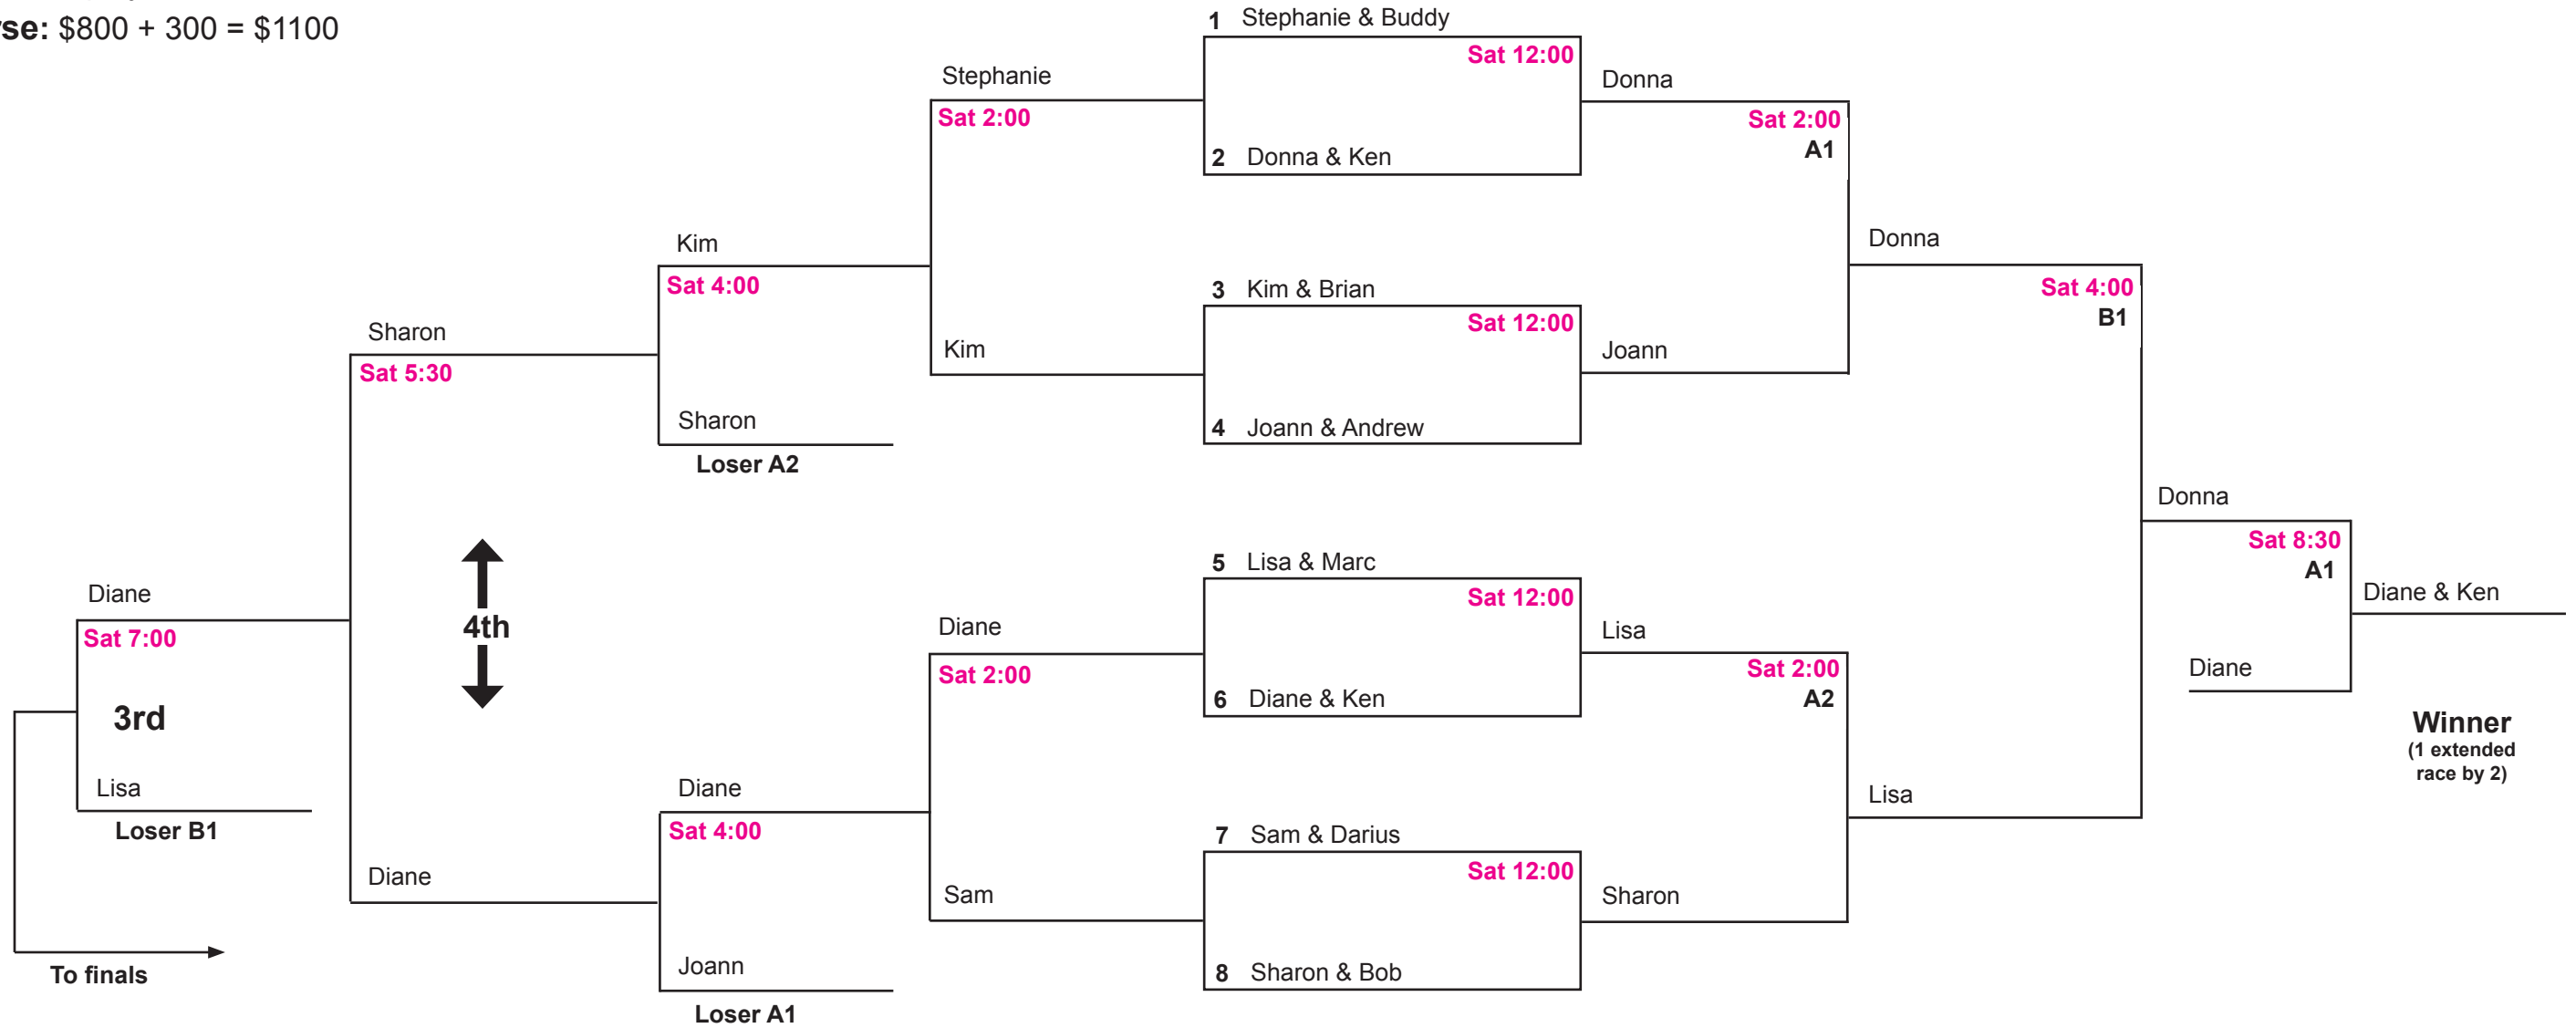 se: $800 + 300 = $1100
1 Stephanie & Buddy
Sat 12:00
2 Donna & Ken
3 Kim & Brian
Sat 12:00
4 Joann & Andrew
5 Lisa & Marc
Sat 12:00
6 Diane & Ken
7 Sam & Darius
Sat 12:00
8 Sharon & Bob
Donna
Sat 2:00
A1
Joann
Lisa
Sat 2:00
A2
Sharon
Donna
Sat 4:00
B1
Lisa
Donna
Sat 8:30
A1
Diane
Diane & Ken
Winner
(1 extended
race by 2)
Stephanie
Sat 2:00
Kim
Diane
Sat 2:00
Sam
Kim
Sat 4:00
Sharon
Loser A2
Diane
Sat 4:00
Joann
Loser A1
Sharon
Sat 5:30
4th
Diane
Diane
Sat 7:00
3rd
Lisa
Loser B1
To finals